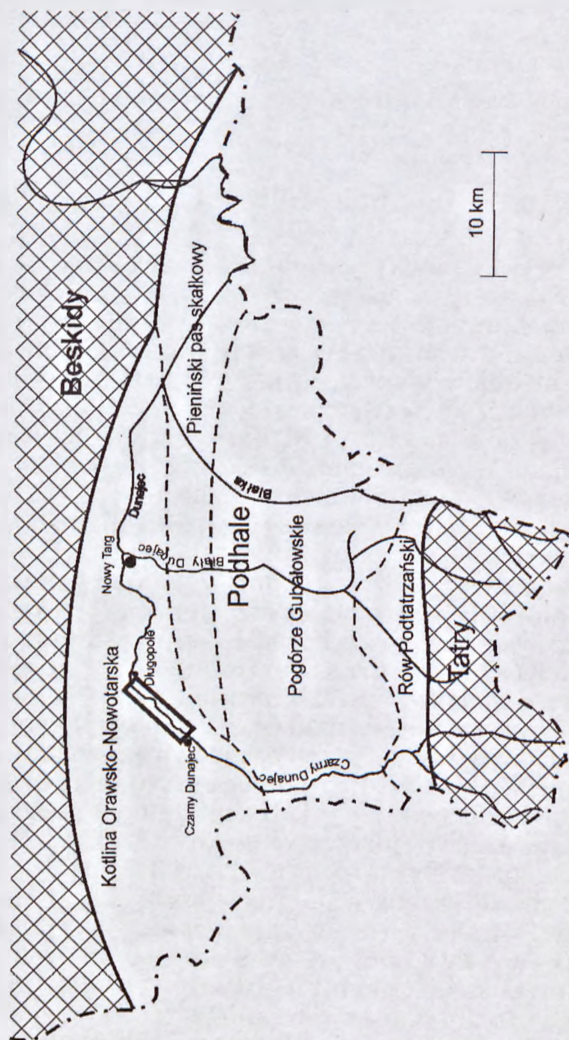 Beskidy
Kotlina Orawsko-Nowotarska
Nowy Targ
Dunajec
Długopole
Czarny Dunajec
Pieniński pas skałkowy
Biały Dunajec
Białka
Podhale
Pogórze Gubałowskie
Czarny Dunajec
Rów Podtatrzański
Tatry
10 km